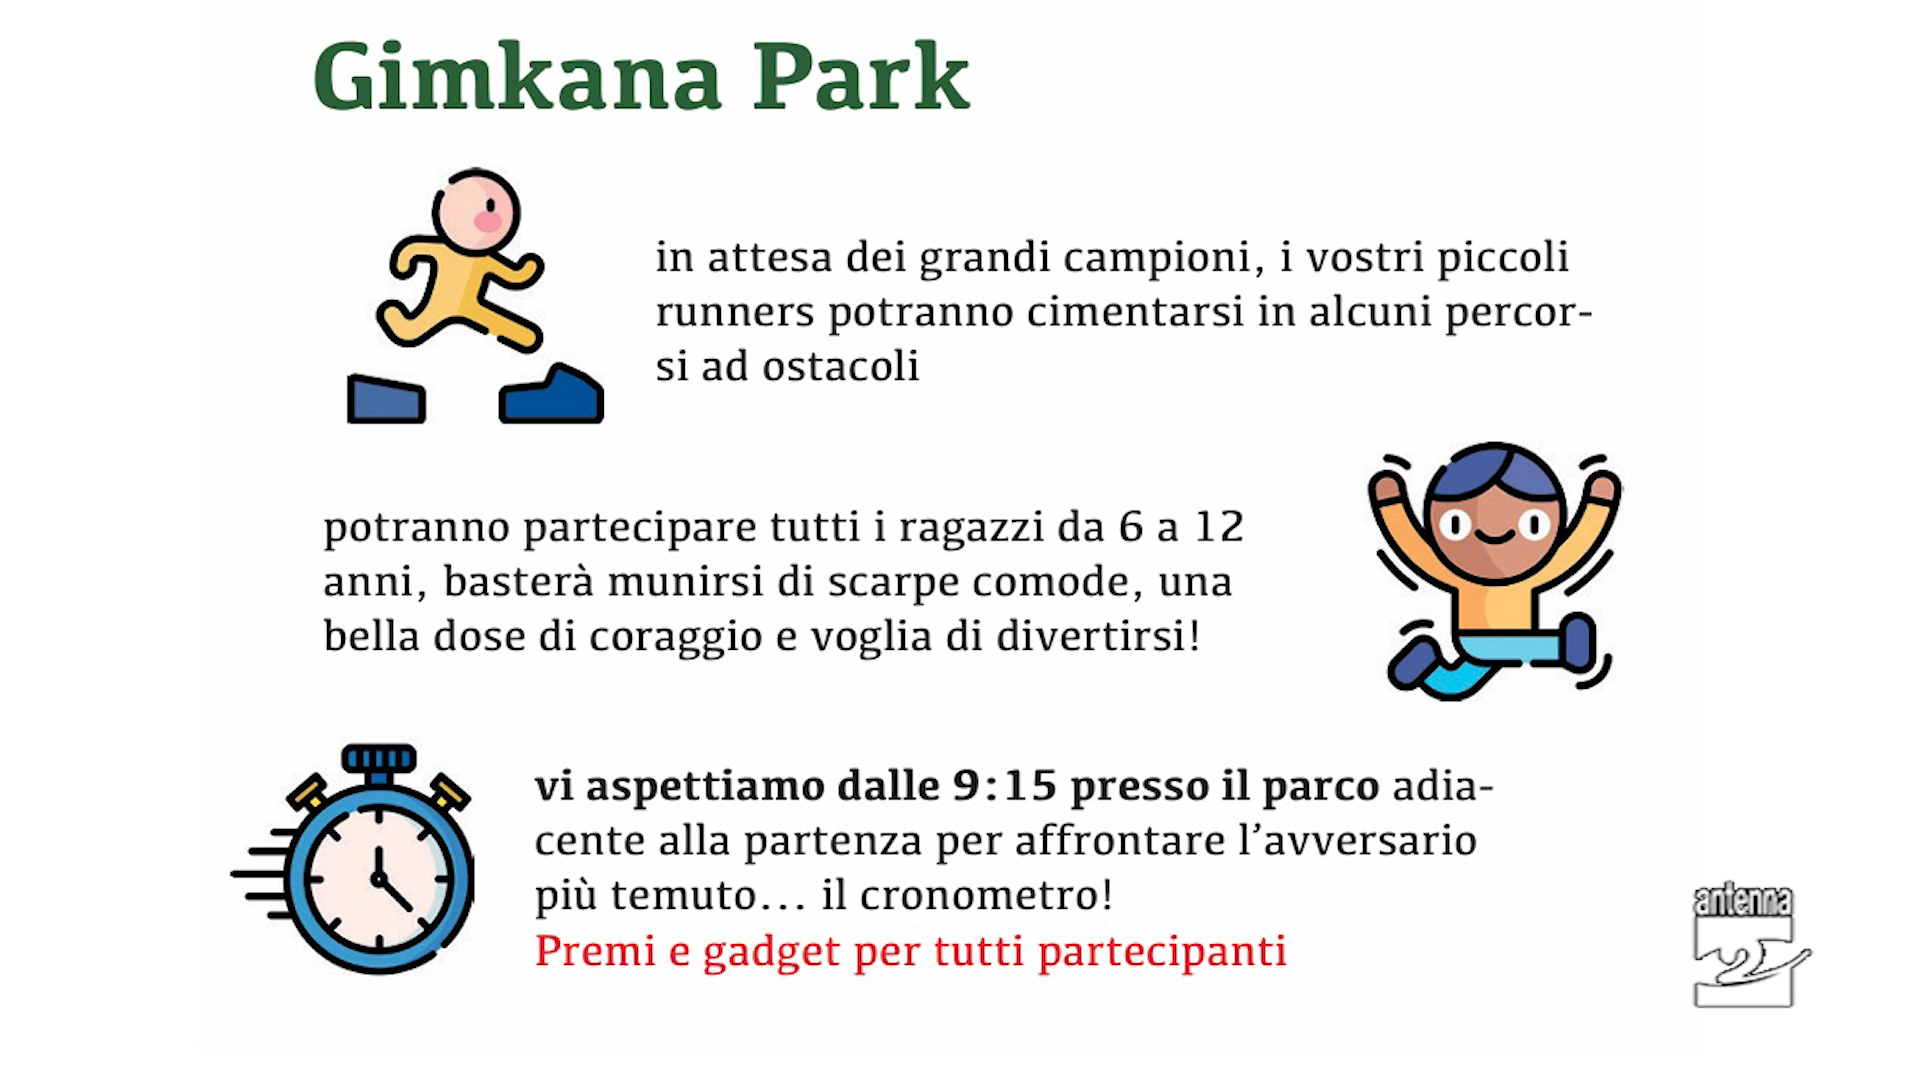 Gimkana Park
in attesa dei grandi campioni, i vostri piccoli
runners potranno cimentarsi in alcuni percor-
si ad ostacoli
potranno partecipare tutti i ragazzi da 6 a 12
anni, basterà munirsi di scarpe comode, una
bella dose di coraggio e voglia di divertirsi!
vi aspettiamo dalle 9:15 presso il parco adia-
cente alla partenza per affrontare l’avversario
più temuto... il cronometro!
Premi e gadget per tutti partecipanti
antenna
2